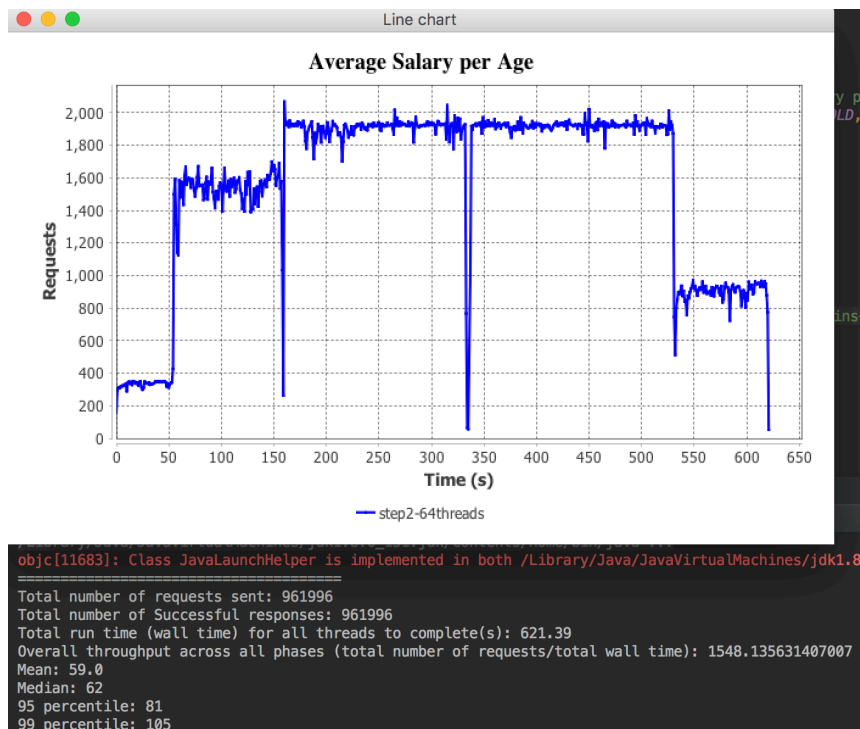 Line chart
Average Salary per Age
y p
OLD,
2,000
1,800
1,600
1,400
1,200
1,000
800
600
400
200
0
Requests
ins
0 50 100 150 200 250 300 350 400 450 500 550 600 650
Time (s)
step2-64threads
objc[11683]: Class JavaLaunchHelper is implemented in both /Library/Java/JavaVirtualMachines/jdk1.8
=======================================
Total number of requests sent: 961996
Total number of Successful responses: 961996
Total run time (wall time) for all threads to complete(s): 621.39
Overall throughput across all phases (total number of requests/total wall time): 1548.135631407007
Mean: 59.0
Median: 62
95 percentile: 81
99 percentile: 105